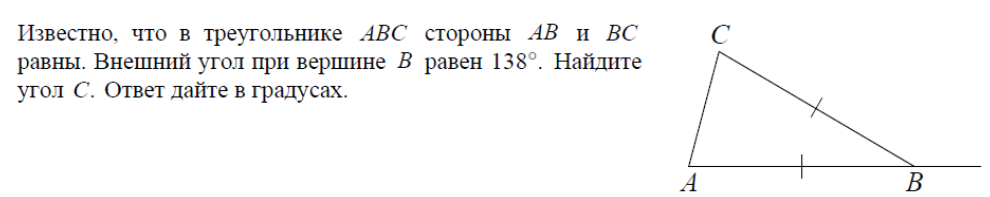 Известно, что в треугольнике ABC стороны AB и BC
равны. Внешний угол при вершине B равен 138°. Найдите
угол C. Ответ дайте в градусах.
C
A
B